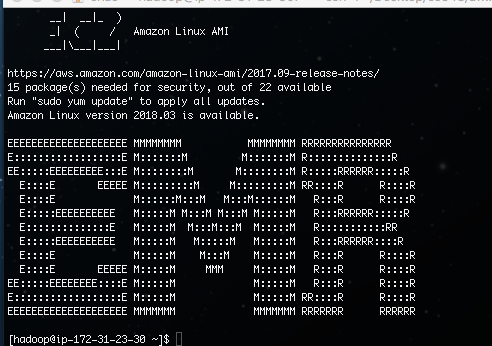 __|  __|_  )
_|  (     /   Amazon Linux AMI
___|\___|___|
https://aws.amazon.com/amazon-linux-ami/2017.09-release-notes/
15 package(s) needed for security, out of 22 available
Run "sudo yum update" to apply all updates.
Amazon Linux version 2018.03 is available.
EEEEEEEEEEEEEEEEEEEE MMMMMMMM           MMMMMMMM RRRRRRRRRRRRRRR
E::::::::::::::::::E M:::::::M         M:::::::M R::::::::::::::R
EE:::::EEEEEEEEE:::E M::::::::M       M::::::::M R:::::RRRRRR:::::R
E::::E       EEEEE M:::::::::M     M:::::::::M RR::::R      R::::R
E::::E             M::::::M:::M   M:::M::::::M   R:::R      R::::R
E:::::EEEEEEEEEE   M:::::M M:::M M:::M M:::::M   R:::RRRRRR:::::R
E::::::::::::::E   M:::::M  M:::M:::M  M:::::M   R:::::::::::RR
E:::::EEEEEEEEEE   M:::::M   M:::::M   M:::::M   R:::RRRRRR::::R
E::::E             M:::::M    M:::M    M:::::M   R:::R      R::::R
E::::E       EEEEE M:::::M     MMM     M:::::M   R:::R      R::::R
EE:::::EEEEEEEE::::E M:::::M             M:::::M   R:::R      R::::R
E::::::::::::::::::E M:::::M             M:::::M RR::::R      R::::R
EEEEEEEEEEEEEEEEEEEE MMMMMMM             MMMMMMM RRRRRRR      RRRRRR
[hadoop@ip-172-31-23-30 ~]$